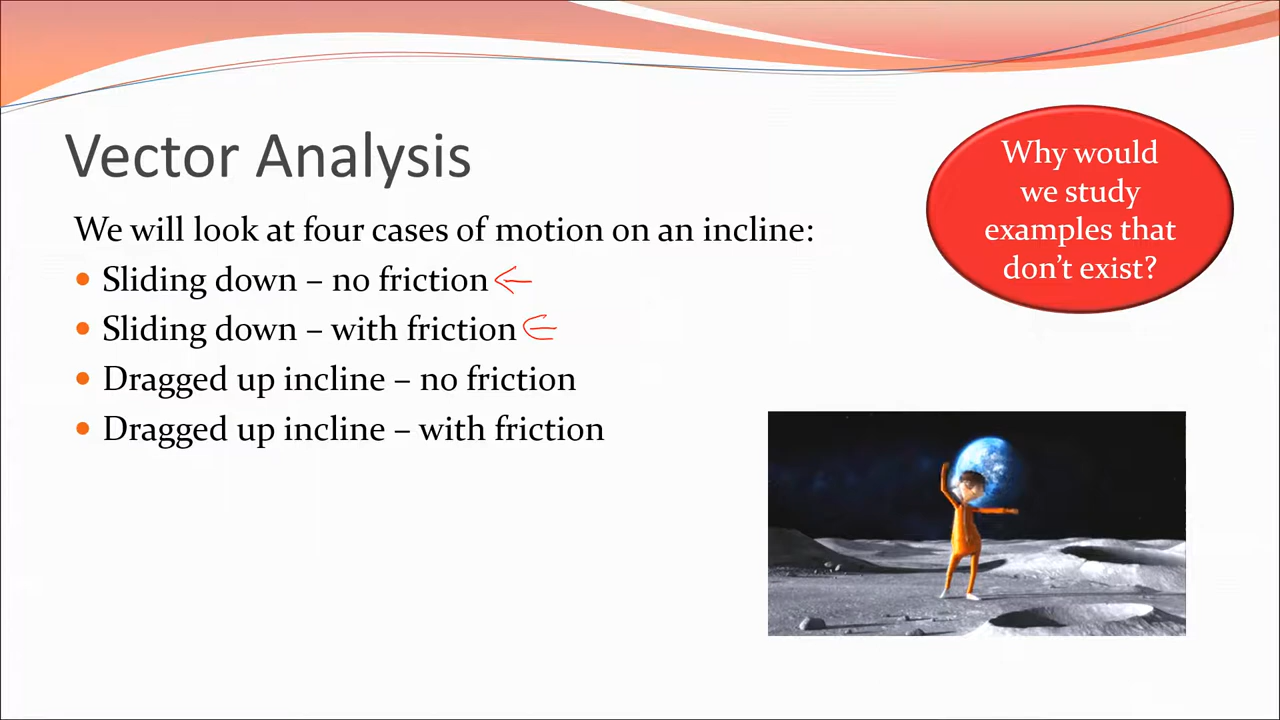 Vector Analysis
We will look at four cases of motion on an incline:
Sliding down – no friction
Sliding down – with friction
Dragged up incline – no friction
Dragged up incline – with friction
Why would
we study
examples that
don't exist?